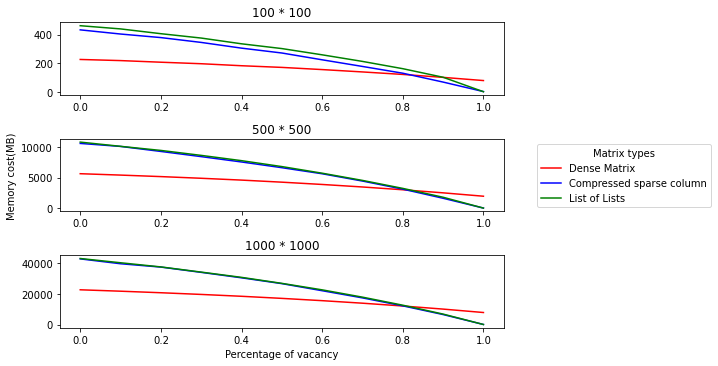 100 * 100
400
200
0
0.0 0.2 0.4 0.6 0.8 1.0
500 * 500
10000
5000
0
0.0 0.2 0.4 0.6 0.8 1.0
Memory cost(MB)
1000 * 1000
40000
20000
0
0.0 0.2 0.4 0.6 0.8 1.0
Percentage of vacancy
Matrix types
Dense Matrix
Compressed sparse column
List of Lists